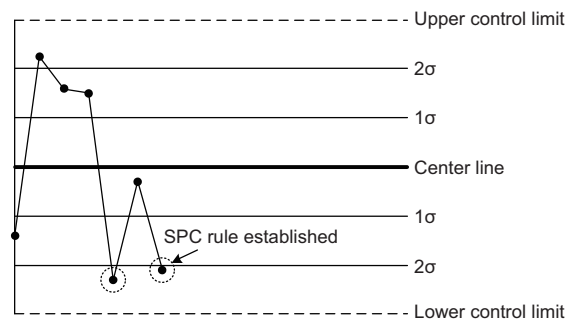 Upper control limit
2σ
1σ
Center line
1σ
SPC rule established
2σ
Lower control limit